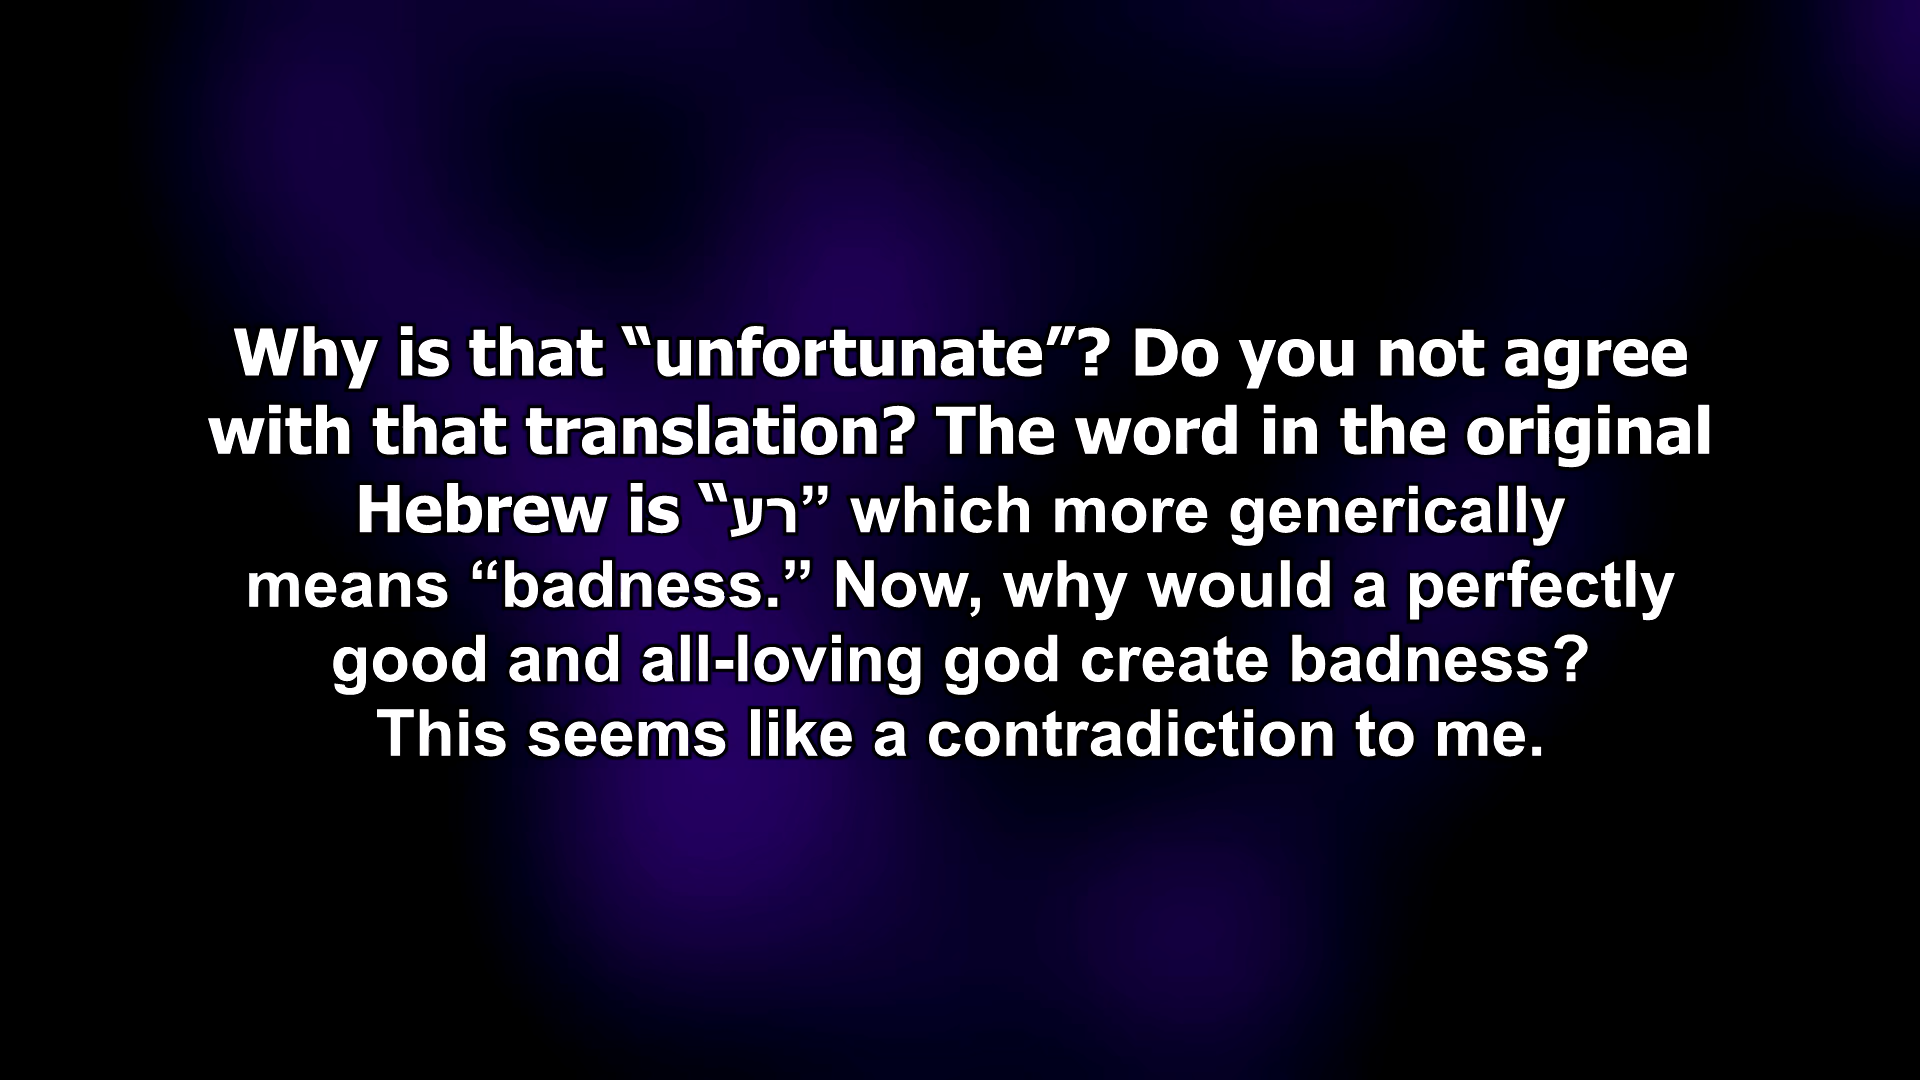 Why is that “unfortunate”? Do you not agree
with that translation? The word in the original
Hebrew is “רע” which more generically
means “badness.” Now, why would a perfectly
good and all-loving god create badness?
This seems like a contradiction to me.